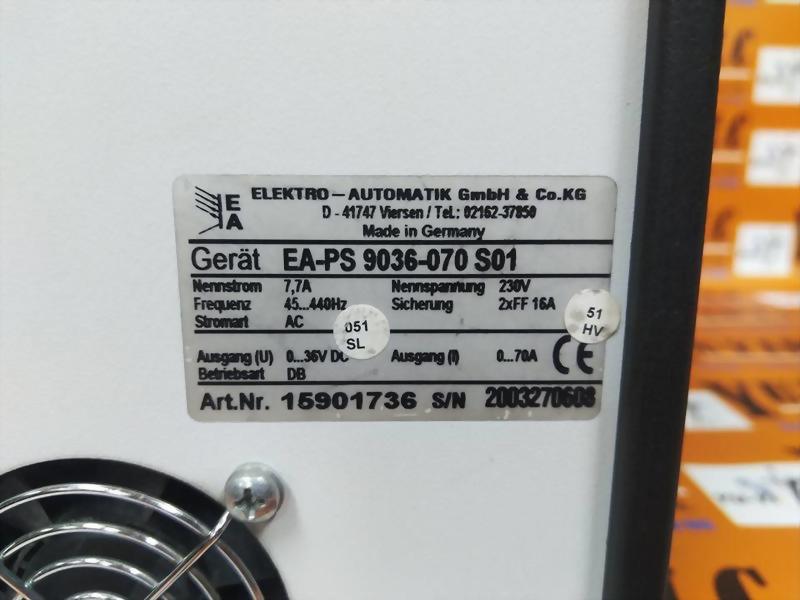 EA
ELEKTRO - AUTOMATIK GmbH & Co.KG
D - 41747 Viersen / Tel.: 02162-37850
Made in Germany
Gerät EA-PS 9036-070 S01
Nennstrom 7,7A Nennspannung 230V
Frequenz 45...440Hz Sicherung 2xFF 16A
Stromart AC
051
SL
51
HV
Ausgang (U) 0...36V DC Ausgang (I) 0...70A CE
Betriebsart DB
Art.Nr. 15901736 S/N 2003270608